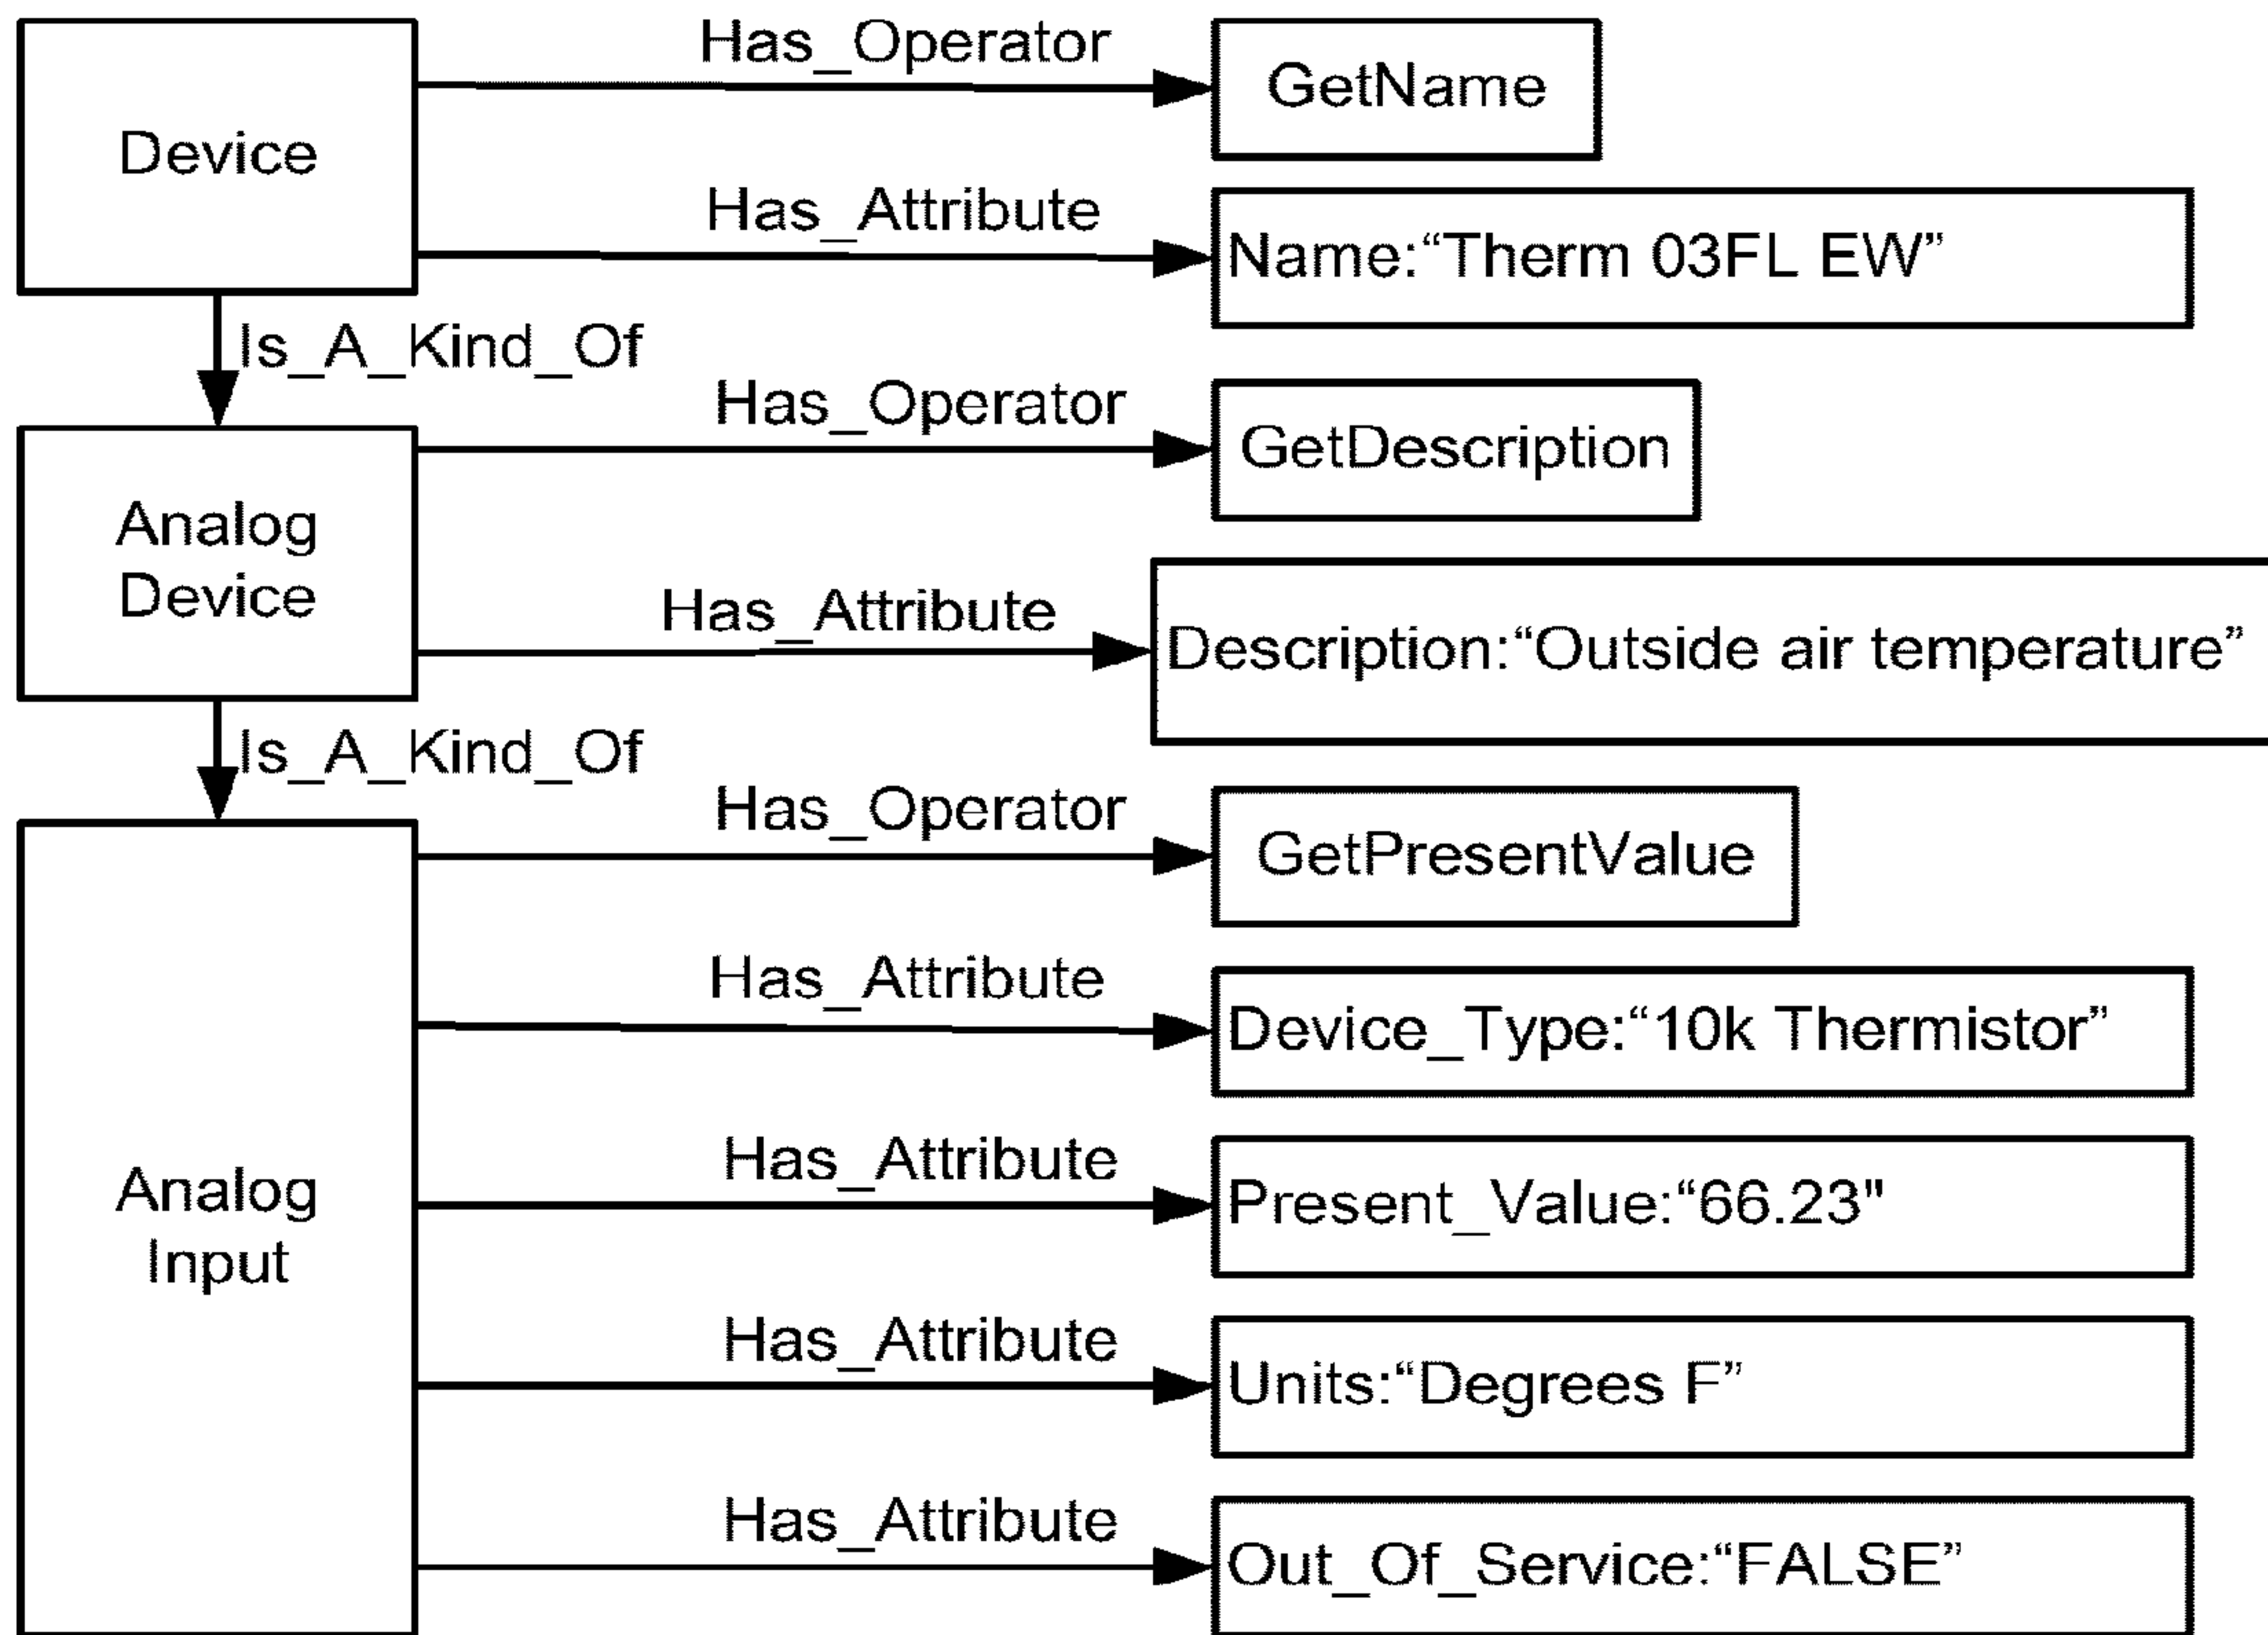 Has_Operator
GetName
Device
Has_Attribute
Name:“Therm 03FL EW”
Is_A_Kind_Of
Has_Operator
GetDescription
Analog
Device
Has_Attribute
Description:“Outside air temperature”
Is_A_Kind_Of
Has_Operator
GetPresentValue
Has_Attribute
Device_Type:“10k Thermistor”
Analog
Input
Has_Attribute
Present_Value:“66.23"
Has_Attribute
Units:“Degrees F”
Has_Attribute
Out_Of_Service:“FALSE”